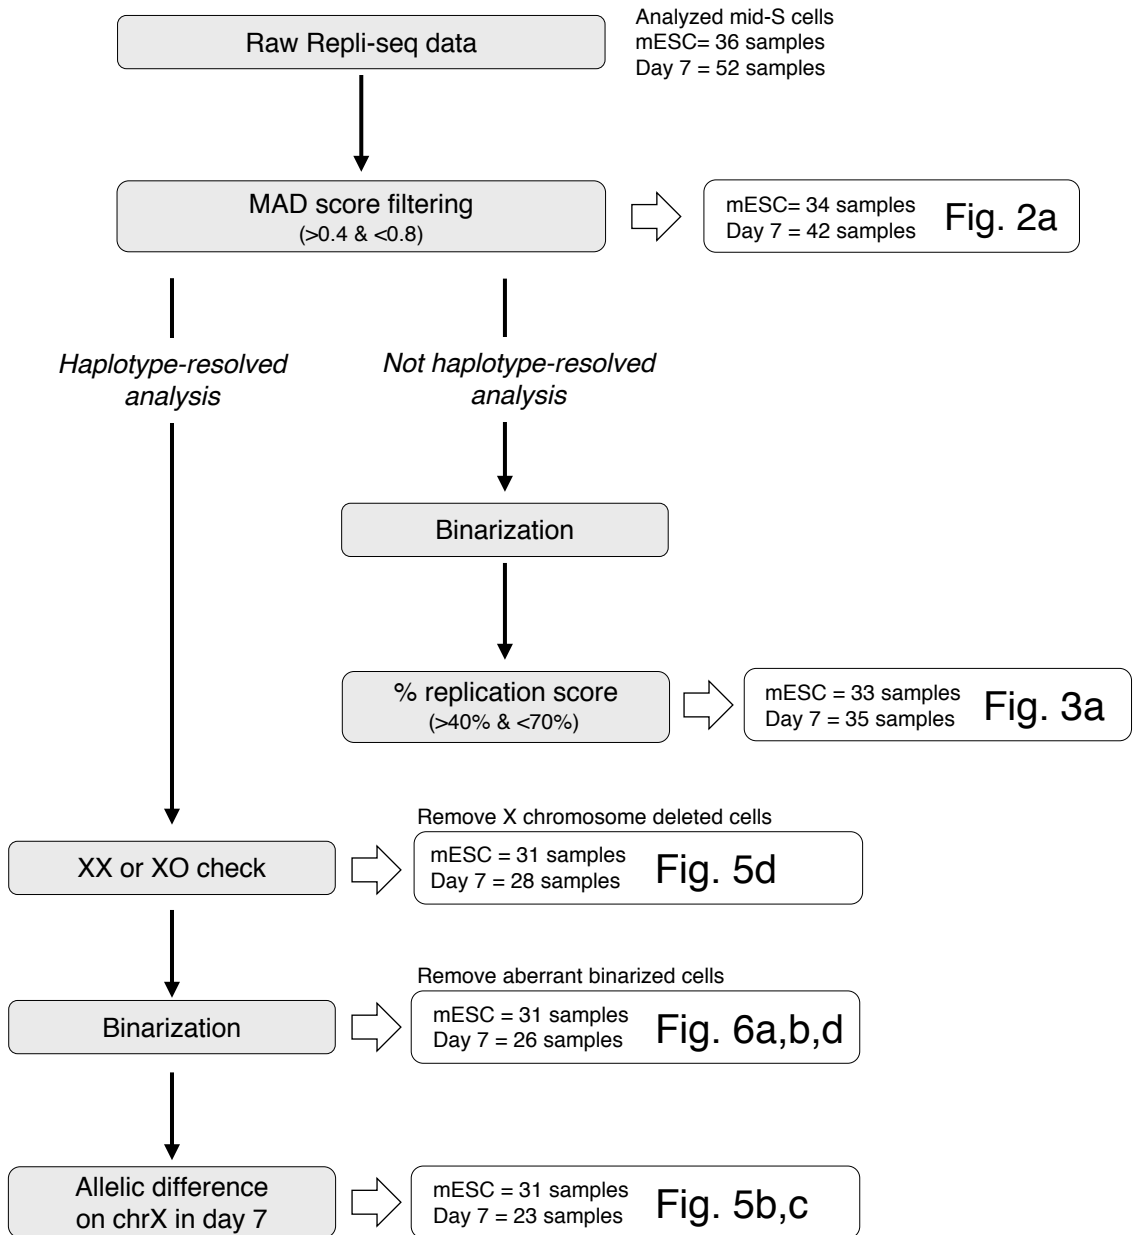 Raw Repli-seq data
Analyzed mid-S cells
mESC= 36 samples
Day 7 = 52 samples
MAD score filtering
(>0.4 & <0.8)
mESC= 34 samples
Day 7 = 42 samples
Fig. 2a
Haplotype-resolved
analysis
Not haplotype-resolved
analysis
Binarization
% replication score
(>40% & <70%)
mESC = 33 samples
Day 7 = 35 samples
Fig. 3a
XX or XO check
Remove X chromosome deleted cells
mESC = 31 samples
Day 7 = 28 samples
Fig. 5d
Binarization
Remove aberrant binarized cells
mESC = 31 samples
Day 7 = 26 samples
Fig. 6a,b,d
Allelic difference
on chrX in day 7
mESC = 31 samples
Day 7 = 23 samples
Fig. 5b,c